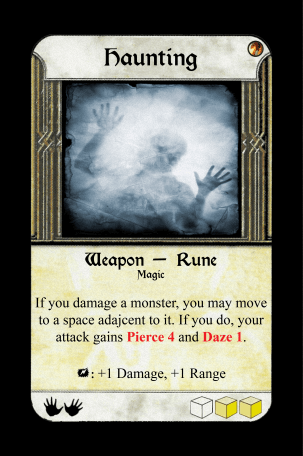 Haunting
Weapon — Rune
Magic
If you damage a monster, you may move
to a space adajcent to it. If you do, your
attack gains Pierce 4 and Daze 1.
: +1 Damage, +1 Range